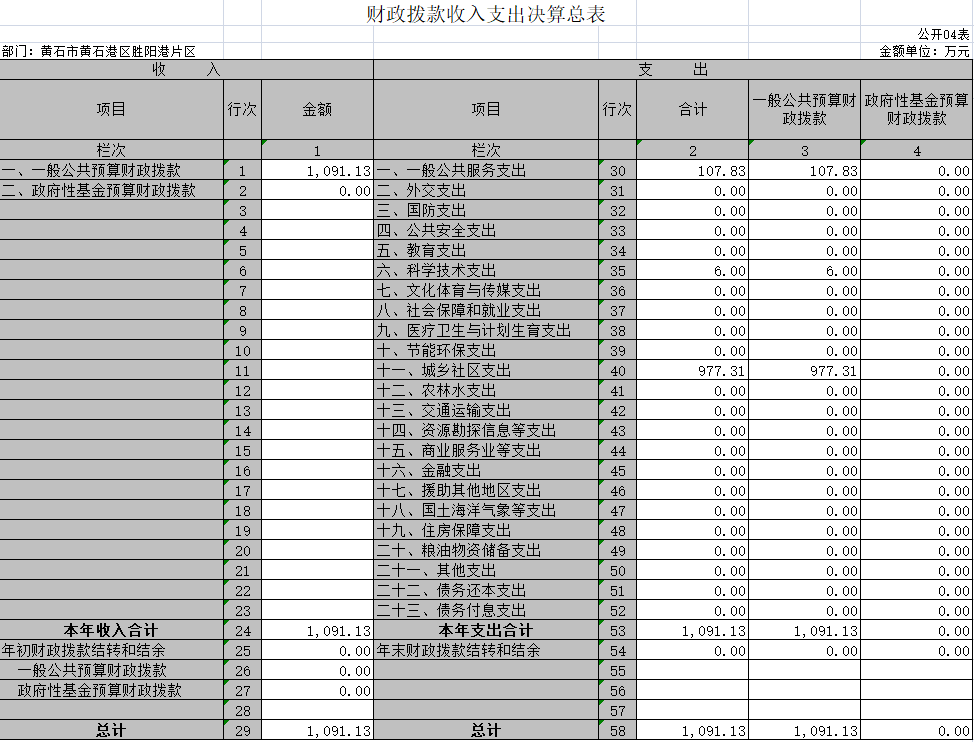 财政拨款收入支出决算总表
公开04表
部门：黄石市黄石港区胜阳港片区 金额单位：万元
收 入 支 出
项目 行次 金额 项目 行次 合计 一般公共预算财政拨款 政府性基金预算财政拨款
栏次 1 栏次 2 3 4
一、一般公共预算财政拨款 1 1,091.13 一、一般公共服务支出 30 107.83 107.83 0.00
二、政府性基金预算财政拨款 2 0.00 二、外交支出 31 0.00 0.00 0.00
3 三、国防支出 32 0.00 0.00 0.00
4 四、公共安全支出 33 0.00 0.00 0.00
5 五、教育支出 34 0.00 0.00 0.00
6 六、科学技术支出 35 6.00 6.00 0.00
7 七、文化体育与传媒支出 36 0.00 0.00 0.00
8 八、社会保障和就业支出 37 0.00 0.00 0.00
9 九、医疗卫生与计划生育支出 38 0.00 0.00 0.00
10 十、节能环保支出 39 0.00 0.00 0.00
11 十一、城乡社区支出 40 977.31 977.31 0.00
12 十二、农林水支出 41 0.00 0.00 0.00
13 十三、交通运输支出 42 0.00 0.00 0.00
14 十四、资源勘探信息等支出 43 0.00 0.00 0.00
15 十五、商业服务业等支出 44 0.00 0.00 0.00
16 十六、金融支出 45 0.00 0.00 0.00
17 十七、援助其他地区支出 46 0.00 0.00 0.00
18 十八、国土海洋气象等支出 47 0.00 0.00 0.00
19 十九、住房保障支出 48 0.00 0.00 0.00
20 二十、粮油物资储备支出 49 0.00 0.00 0.00
21 二十一、其他支出 50 0.00 0.00 0.00
22 二十二、债务还本支出 51 0.00 0.00 0.00
23 二十三、债务付息支出 52 0.00 0.00 0.00
本年收入合计 24 1,091.13 本年支出合计 53 1,091.13 1,091.13 0.00
年初财政拨款结转和结余 25 0.00 年末财政拨款结转和结余 54 0.00 0.00 0.00
一般公共预算财政拨款 26 0.00 55
政府性基金预算财政拨款 27 0.00 56
28 57
总计 29 1,091.13 总计 58 1,091.13 1,091.13 0.00